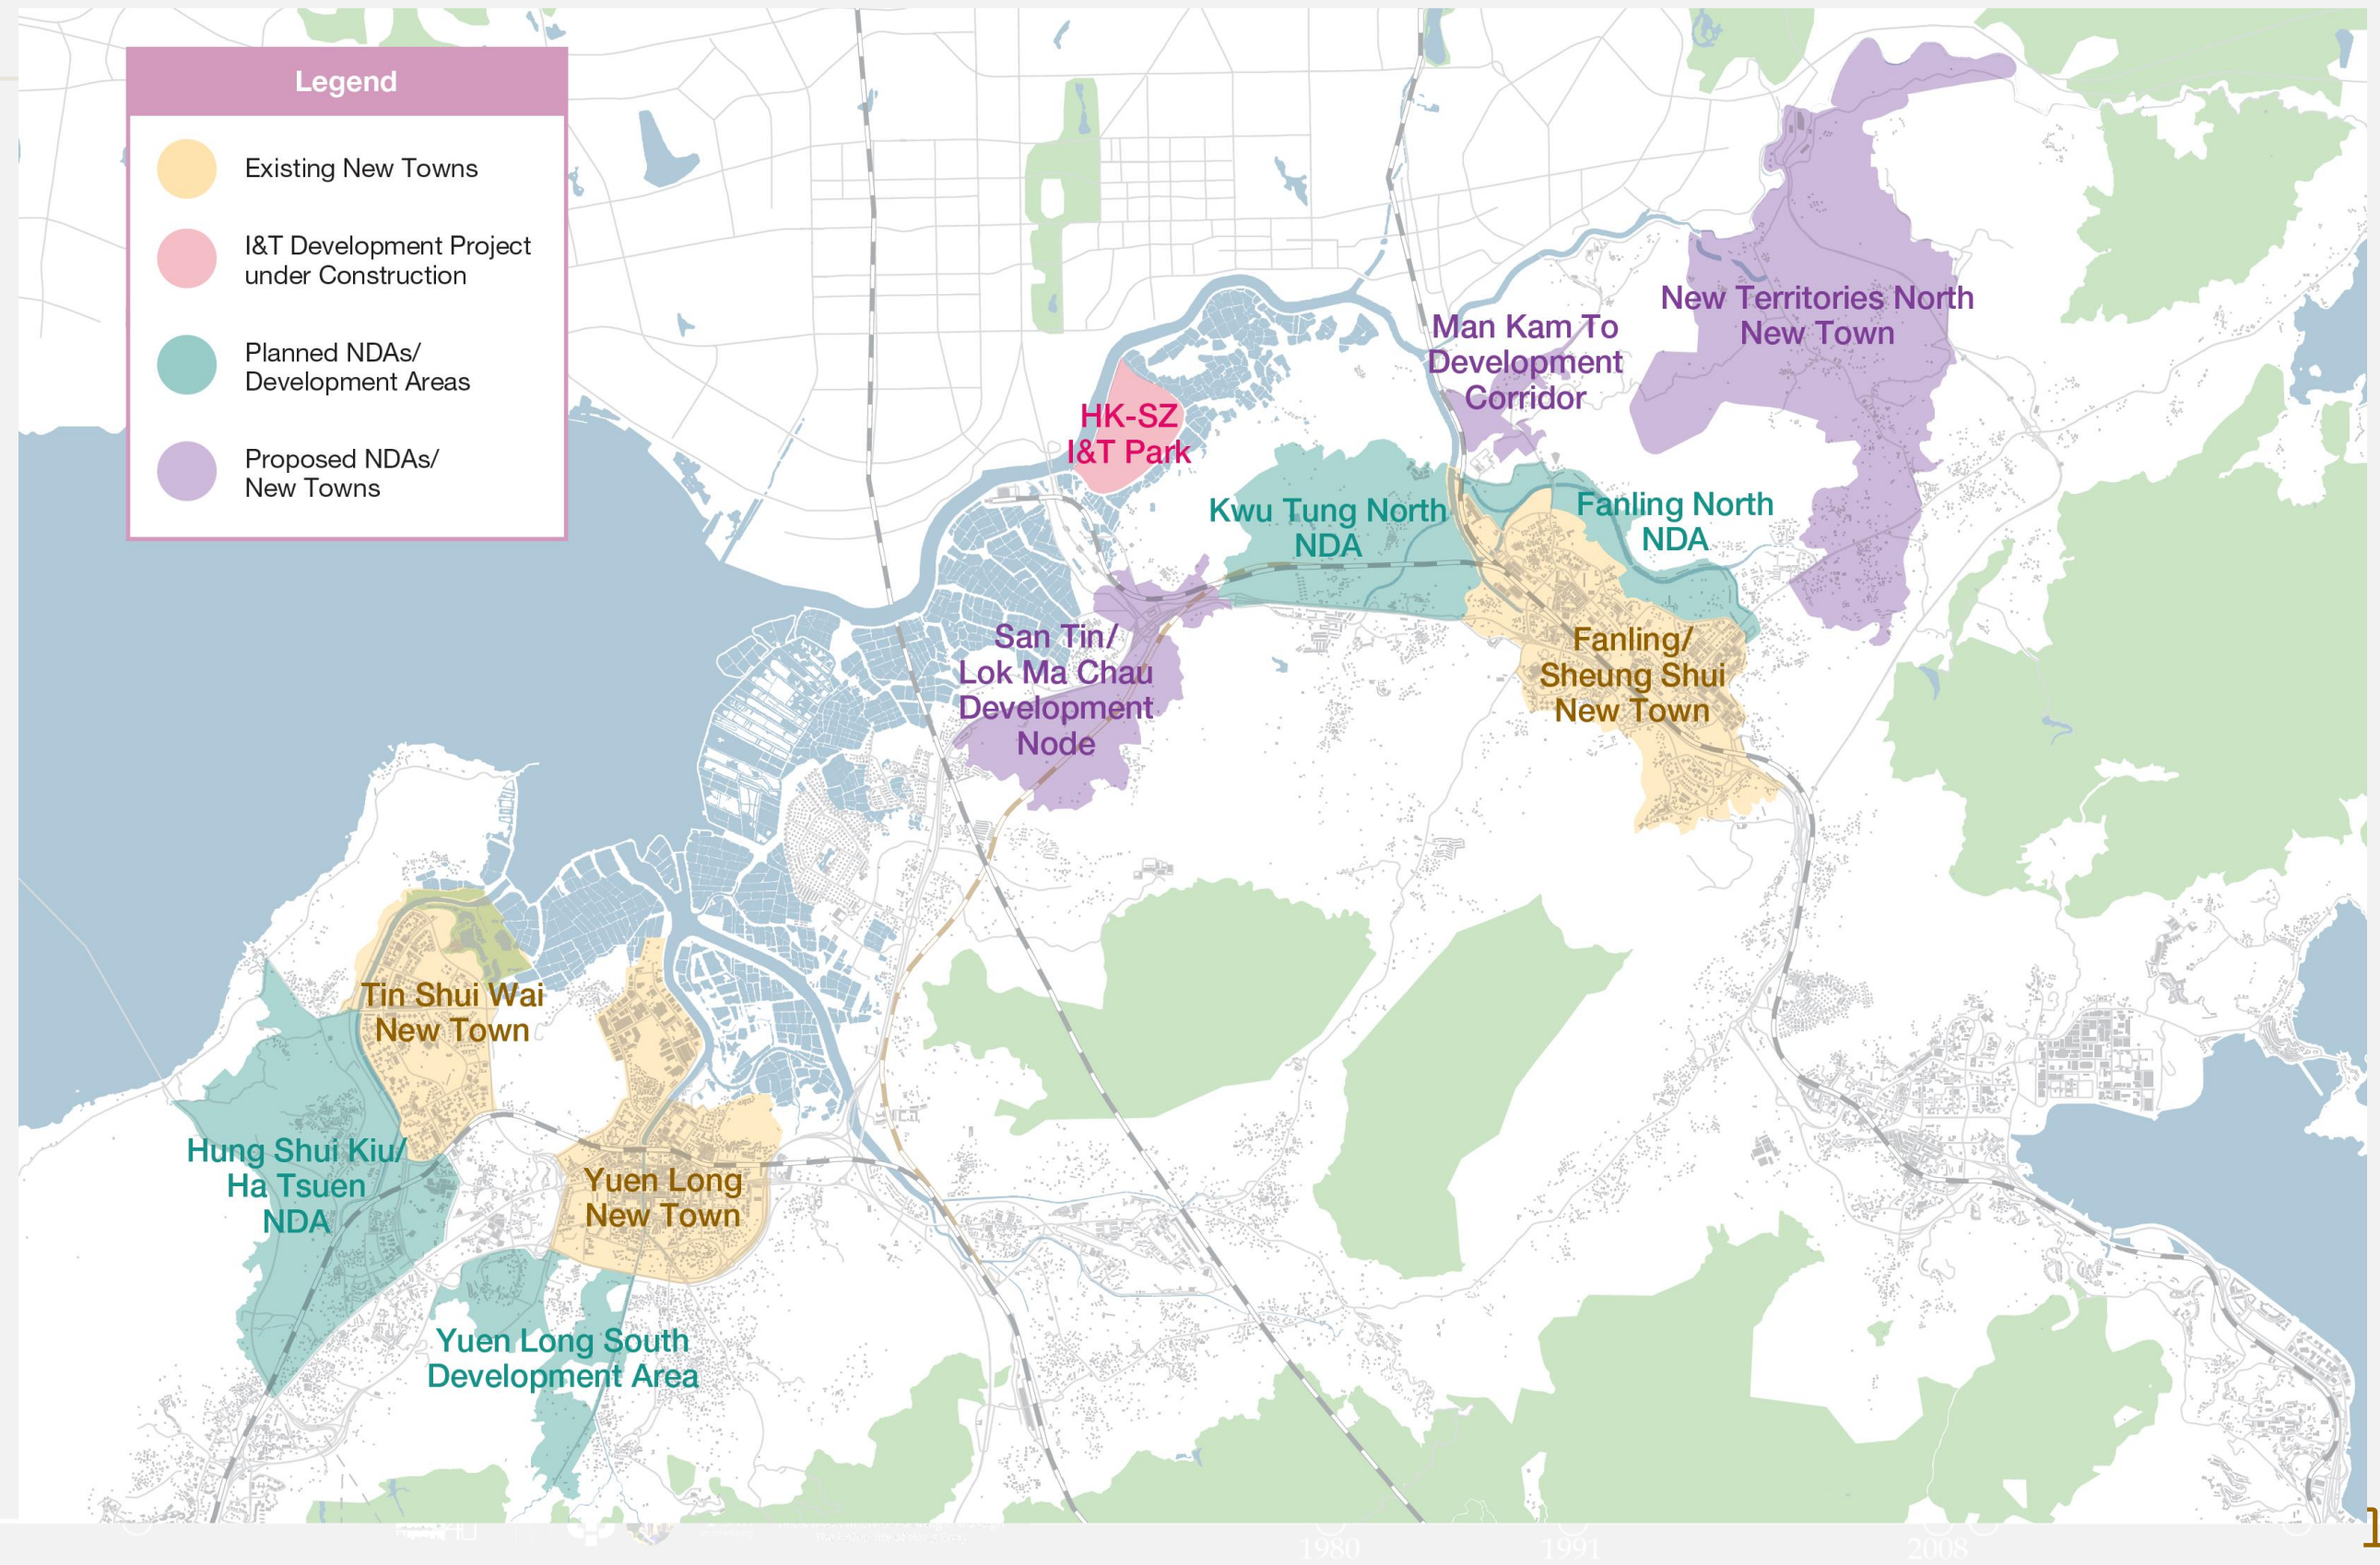 Legend
Existing New Towns
I&T Development Project
under Construction
Planned NDAs/
Development Areas
Proposed NDAs/
New Towns
New Territories North
New Town
Man Kam To
Development
Corridor
HK-SZ
I&T Park
Kwu Tung North
NDA
Fanling North
NDA
San Tin/
Lok Ma Chau
Development
Node
Fanling/
Sheung Shui
New Town
Tin Shui Wai
New Town
Hung Shui Kiu/
Ha Tsuen
NDA
Yuen Long
New Town
Yuen Long South
Development Area
1980
1991
2008